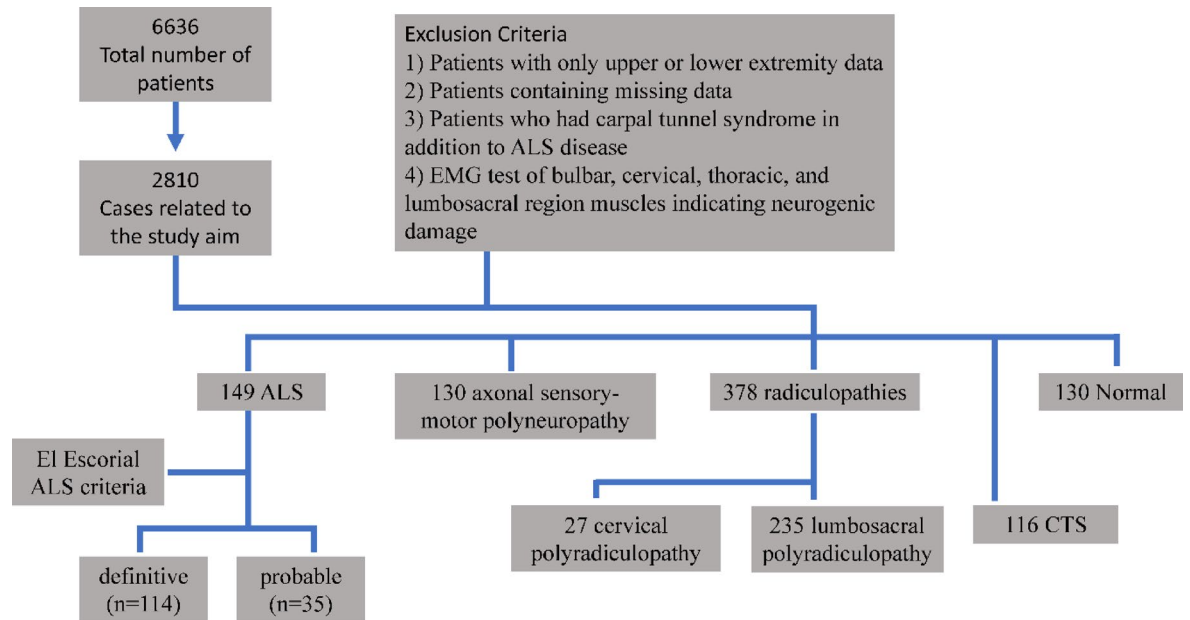 6636
Total number of
patients
Exclusion Criteria
1) Patients with only upper or lower extremity data
2) Patients containing missing data
3) Patients who had carpal tunnel syndrome in
addition to ALS disease
4) EMG test of bulbar, cervical, thoracic, and
lumbosacral region muscles indicating neurogenic
damage
2810
Cases related to
the study aim
149 ALS
130 axonal sensory-
motor polyneuropathy
378 radiculopathies
130 Normal
El Escorial
ALS criteria
27 cervical
polyradiculopathy
235 lumbosacral
polyradiculopathy
116 CTS
definitive
(n=114)
probable
(n=35)